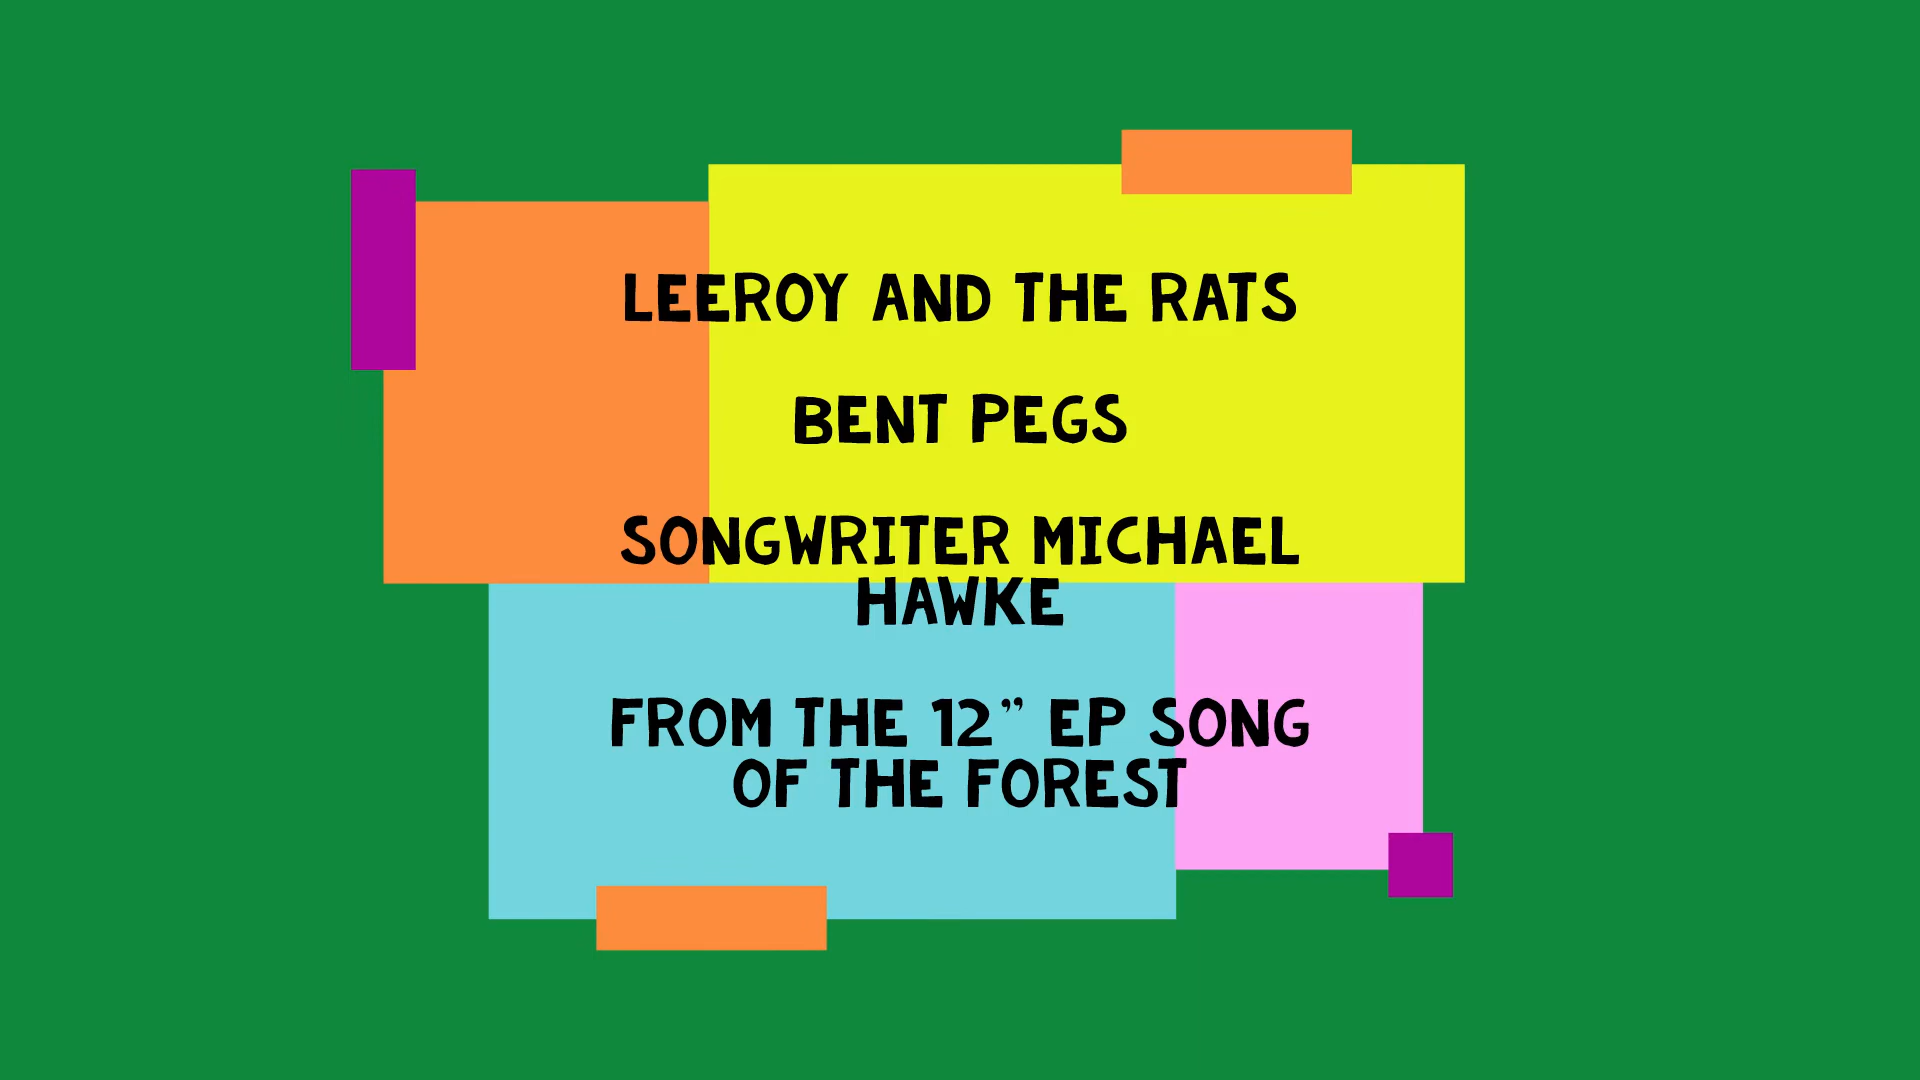 LEEROY AND THE RATS
BENT PEGS
SONGWRITER MICHAEL
HAWKE
FROM THE 12" EP SONG
OF THE FOREST